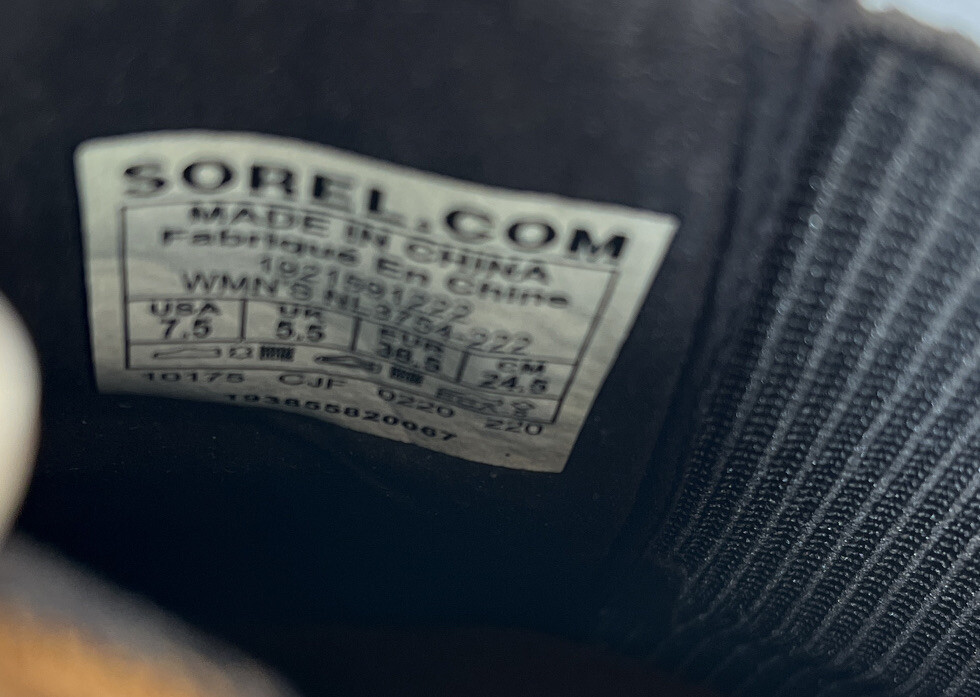 SOREL.COM
MADE IN CHINA
Fabriqué En Chine
1921591222
WMN'S NL3754-222
USA UK EUR CM
7.5 5.5 38.5 24.5
10175 CJF 0220 220
193855820067